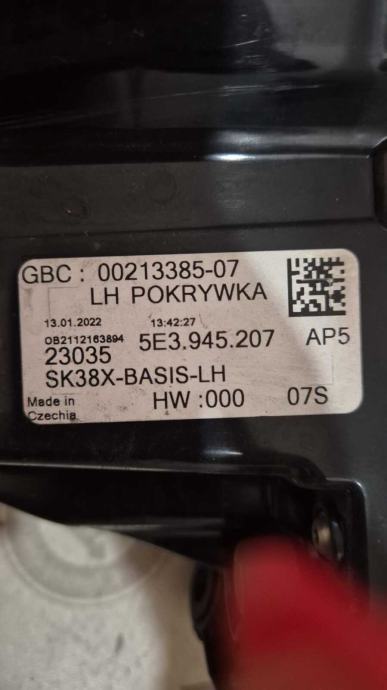 GBC : 00213385-07
LH POKRYWKA
13.01.2022 13:42:27
0B2112163894
23035 5E3.945.207 AP5
SK38X-BASIS-LH
Made in HW :000 07S
Czechia